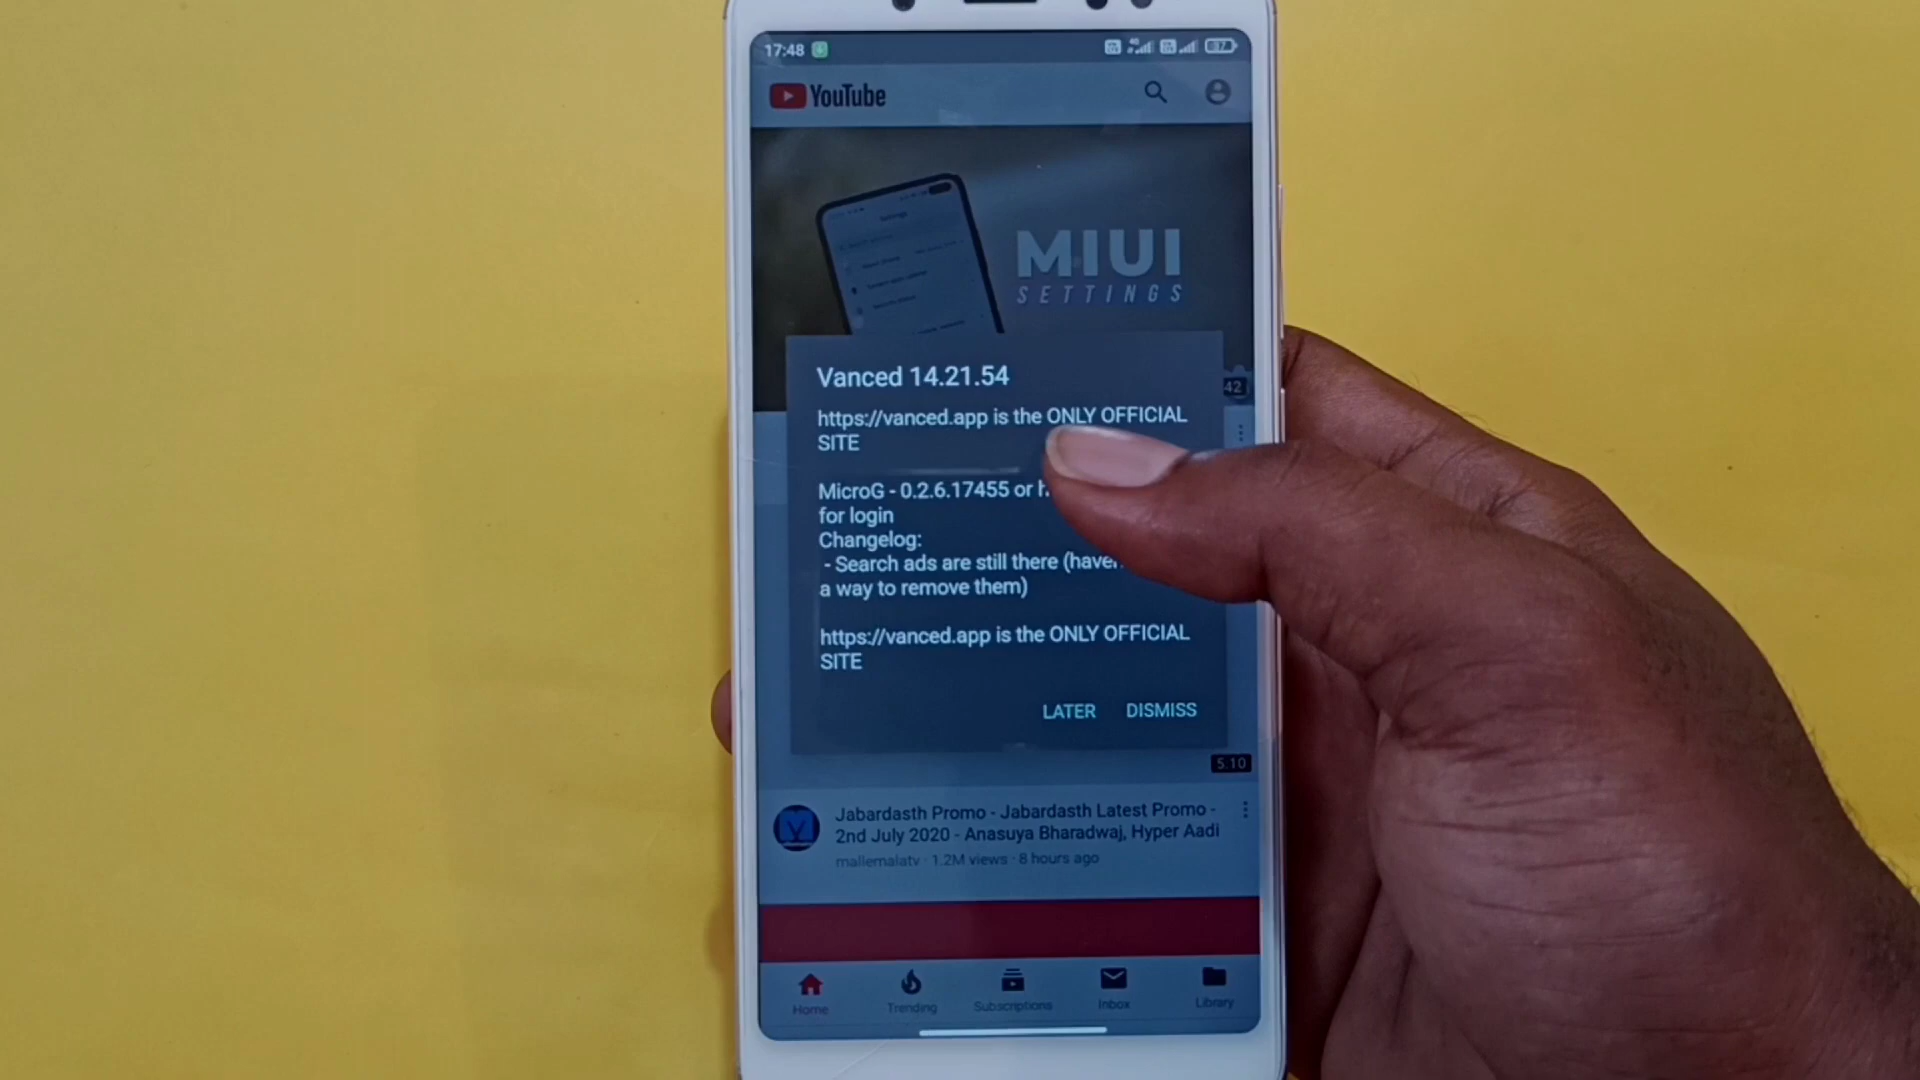 17:48
37
YouTube
MIUI
SETTINGS
Vanced 14.21.54
https://vanced.app is the ONLY OFFICIAL
SITE
42
MicroG - 0.2.6.17455 or
for login
Changelog:
- Search ads are still there
a way to remove them)
https://vanced.app is the ONLY OFFICIAL
SITE
LATER DISMISS
5:10
Jabardasth Promo - Jabardasth Latest Promo -
2nd July 2020 - Anasuya Bharadwaj, Hyper Aadi
mallemalatv · 1.2M views · 8 hours ago
Home Trending Subscriptions Inbox Library